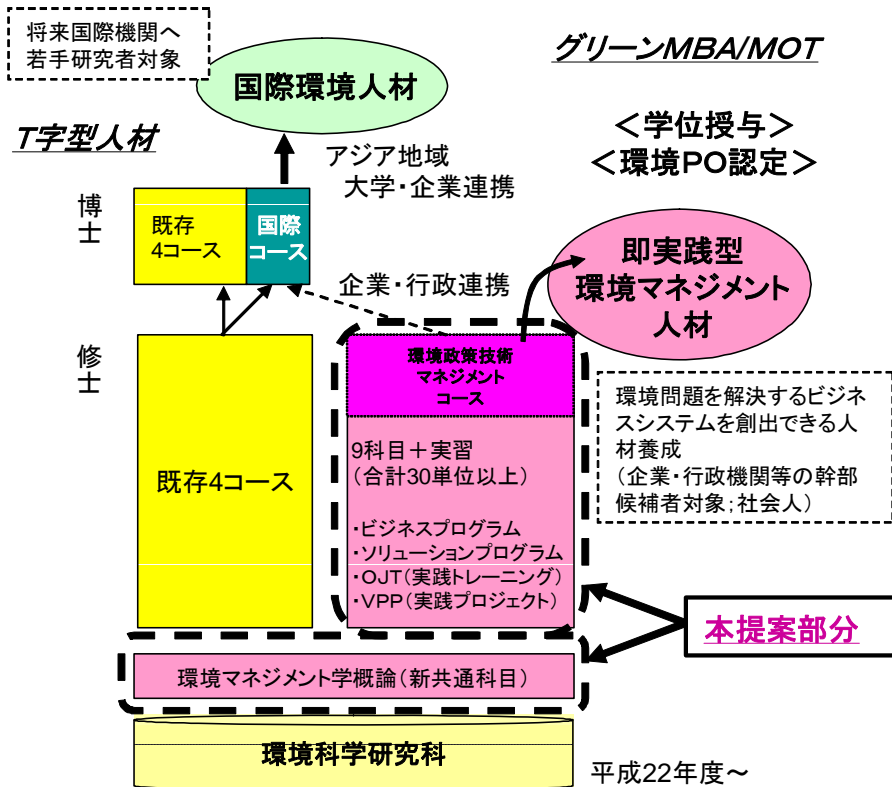 将来国際機関へ
若手研究者対象
グリーンMBA/MOT
国際環境人材
T字型人材
＜学位授与＞
＜環境PO認定＞
アジア地域
大学・企業連携
博士
既存
4コース
国際
コース
即実践型
環境マネジメント
人材
企業・行政連携
修士
環境政策技術
マネジメント
コース
環境問題を解決するビジネ
スシステムを創出できる人
材養成
(企業・行政機関等の幹部
候補者対象;社会人)
9科目＋実習
(合計30単位以上)
既存4コース
・ビジネスプログラム
・ソリューションプログラム
・OJT(実践トレーニング)
・VPP(実践プロジェクト)
本提案部分
環境マネジメント学概論(新共通科目)
環境科学研究科
平成22年度～